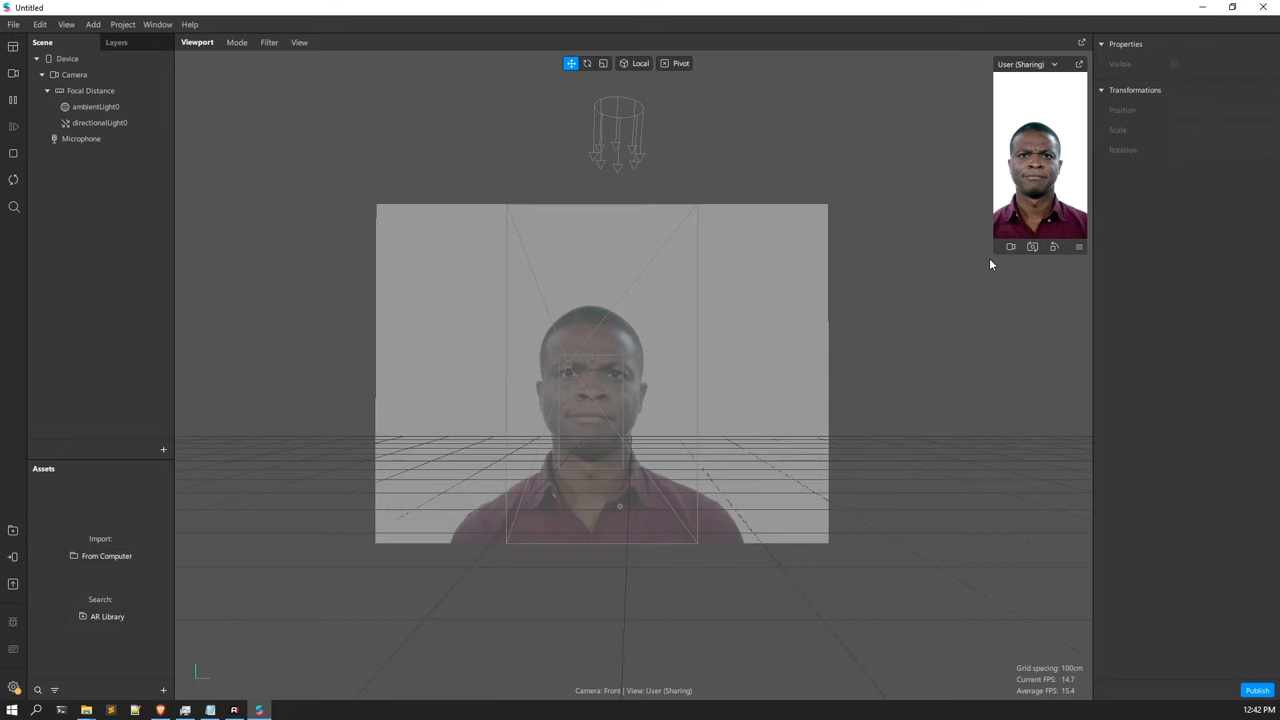 Untitled
File Edit View Add Project Window Help
Scene Layers
Device
Camera
Focal Distance
ambientLight0
directionalLight0
Microphone
Assets
Import:
From Computer
Search:
AR Library
Viewport Mode Filter View
Local Pivot
User (Sharing)
Camera: Front | View: User (Sharing)
Grid spacing: 100cm
Current FPS: 14.7
Average FPS: 15.4
Properties
Visible
Transformations
Position
Scale
Rotation
Publish
12:42 PM